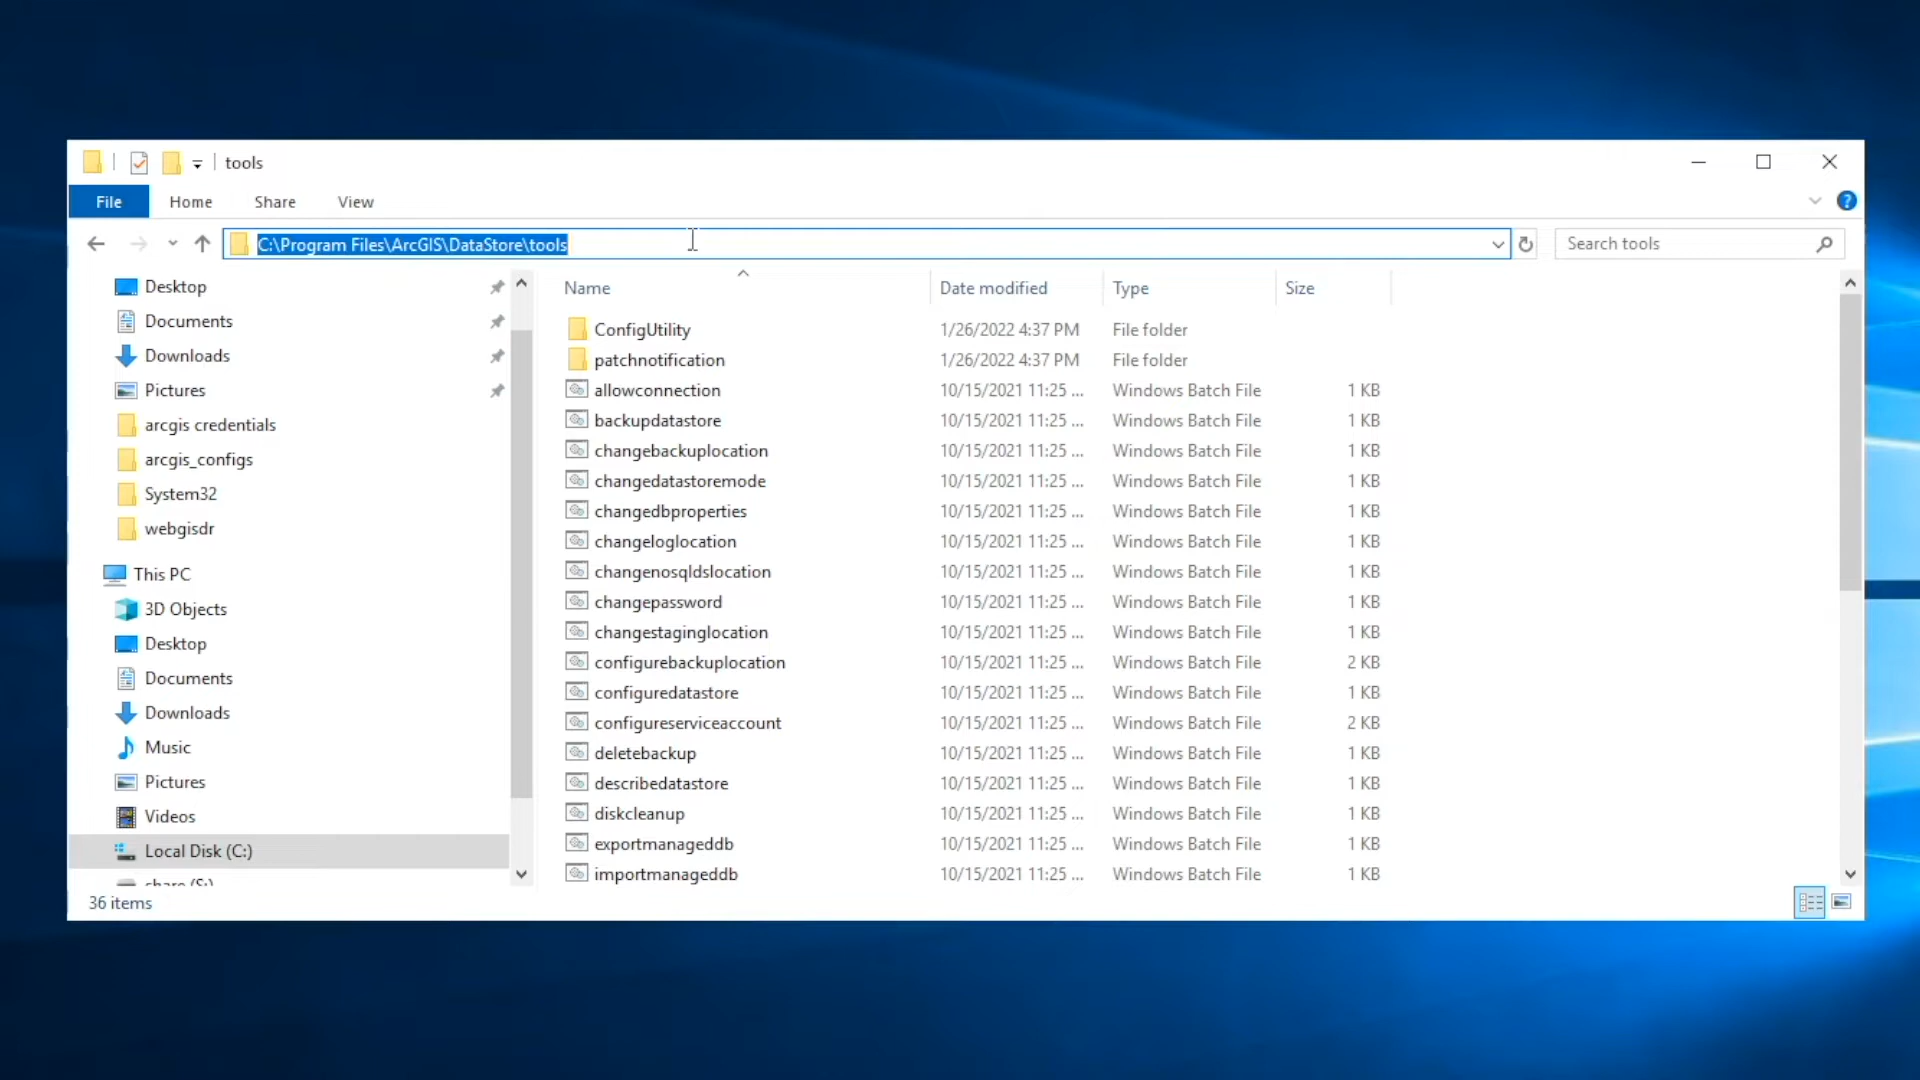 tools
File Home Share View
C:\Program Files\ArcGIS\DataStore\tools
Search tools
Desktop
Documents
Downloads
Pictures
arcgis credentials
arcgis_configs
System32
webgisdr
This PC
3D Objects
Desktop
Documents
Downloads
Music
Pictures
Videos
Local Disk (C:)
share (S:)
Name Date modified Type Size
ConfigUtility 1/26/2022 4:37 PM File folder
patchnotification 1/26/2022 4:37 PM File folder
allowconnection 10/15/2021 11:25 ... Windows Batch File 1 KB
backupdatastore 10/15/2021 11:25 ... Windows Batch File 1 KB
changebackuplocation 10/15/2021 11:25 ... Windows Batch File 1 KB
changedatastoremode 10/15/2021 11:25 ... Windows Batch File 1 KB
changedbproperties 10/15/2021 11:25 ... Windows Batch File 1 KB
changeloglocation 10/15/2021 11:25 ... Windows Batch File 1 KB
changenosqldslocation 10/15/2021 11:25 ... Windows Batch File 1 KB
changepassword 10/15/2021 11:25 ... Windows Batch File 1 KB
changestaginglocation 10/15/2021 11:25 ... Windows Batch File 1 KB
configurebackuplocation 10/15/2021 11:25 ... Windows Batch File 2 KB
configuredatastore 10/15/2021 11:25 ... Windows Batch File 1 KB
configureserviceaccount 10/15/2021 11:25 ... Windows Batch File 2 KB
deletebackup 10/15/2021 11:25 ... Windows Batch File 1 KB
describedatastore 10/15/2021 11:25 ... Windows Batch File 1 KB
diskcleanup 10/15/2021 11:25 ... Windows Batch File 1 KB
exportmanageddb 10/15/2021 11:25 ... Windows Batch File 1 KB
importmanageddb 10/15/2021 11:25 ... Windows Batch File 1 KB
36 items